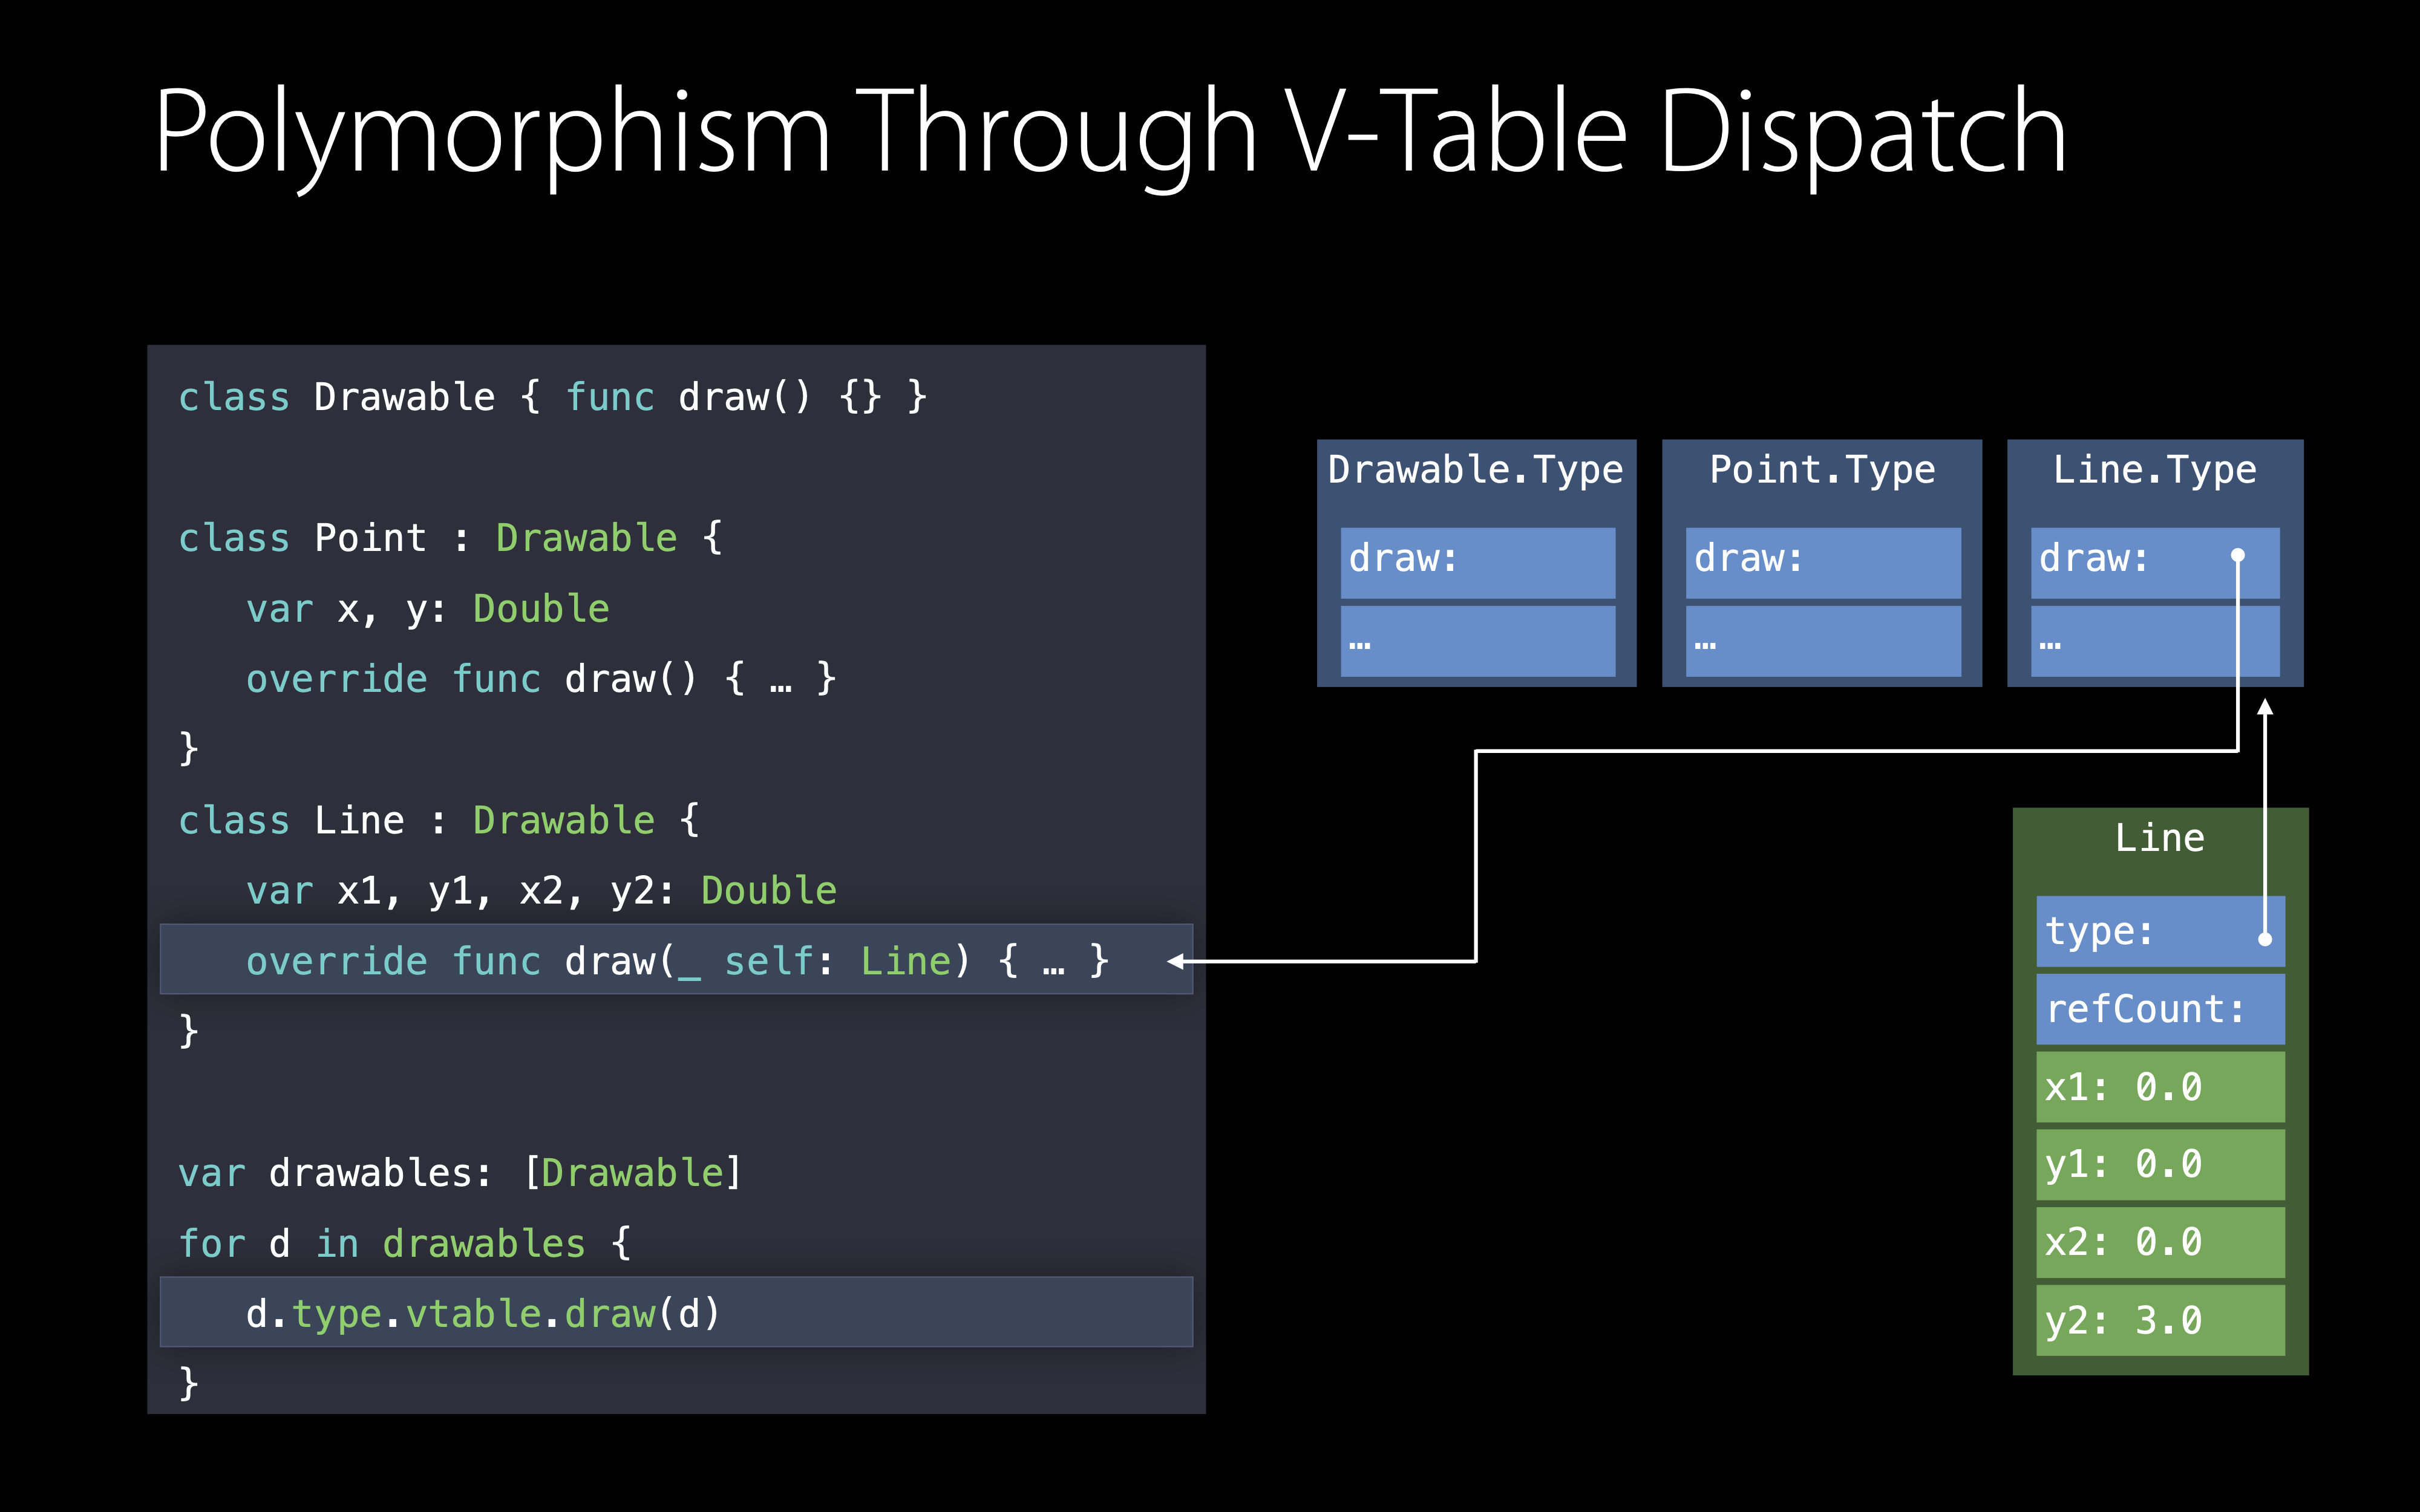 Polymorphism Through V-Table Dispatch
class Drawable { func draw() {} }
class Point : Drawable {
   var x, y: Double
   override func draw() { … }
}
class Line : Drawable {
   var x1, y1, x2, y2: Double
   override func draw(_ self: Line) { … }
}
var drawables: [Drawable]
for d in drawables {
   d.type.vtable.draw(d)
}
Drawable.Type
draw:
…
Point.Type
draw:
…
Line.Type
draw:
…
Line
type:
refCount:
x1: 0.0
y1: 0.0
x2: 0.0
y2: 3.0